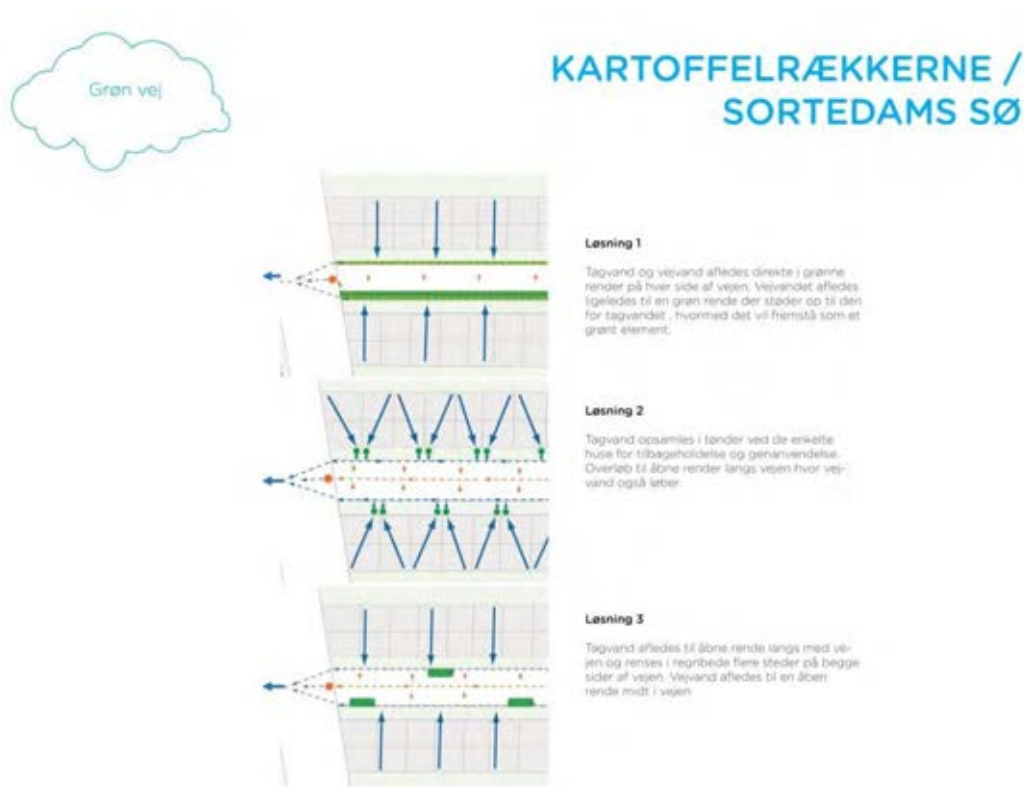 Grøn vej
KARTOFFELRÆKKERNE /
SORTEDAMS SØ
Løsning 1
Tagvand og vejvand afledes direkte i grønne
render på hver side af vejen. Vejvandet afledes
ligeledes til en grøn rende der støder op til den
for tagvandet , hvormed det vil fremstå som et
grønt element.
Løsning 2
Tagvand opsamles i tønder ved de enkelte
huse for tilbageholdelse og genanvendelse.
Overløb til åbne render langs vejen hvor vej-
vand også løber.
Løsning 3
Tagvand afledes til åbne rende langs med ve-
jen og renses i regnbede flere steder på begge
sider af vejen. Vejvand afledes til en åben
rende midt i vejen